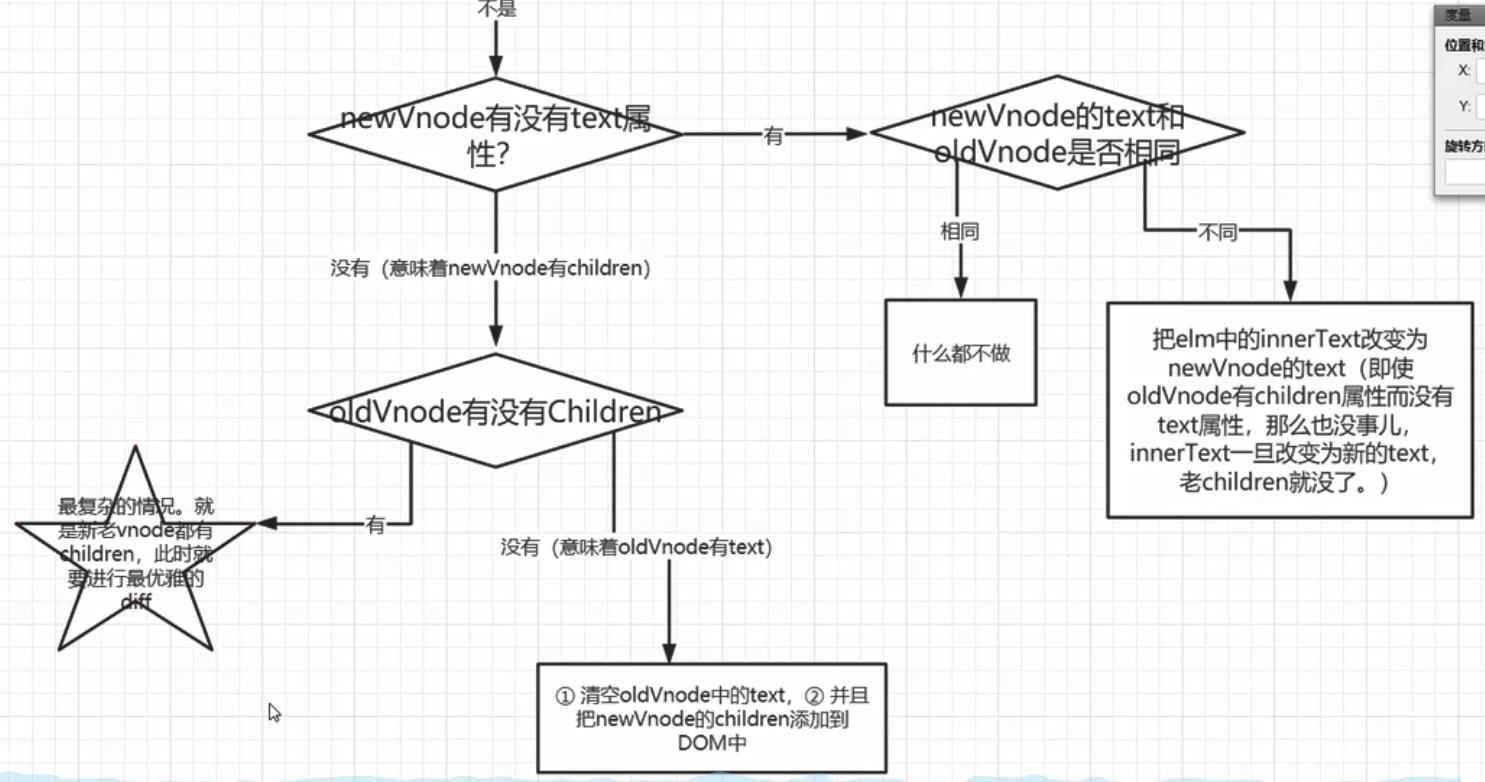 不是
newVnode有没有text属
性？
有
newVnode的text和
oldVnode是否相同
没有（意味着newVnode有children）
相同
不同
什么都不做
把elm中的innerText改变为
newVnode的text（即使
oldVnode有children属性而没有
text属性，那么也没事儿，
innerText一旦改变为新的text，
老children就没了。）
oldVnode有没有Children
有
最复杂的情况。就
是新老vnode都有
children，此时就
要进行最优雅的
diff
没有（意味着oldVnode有text）
① 清空oldVnode中的text，② 并且
把newVnode的children添加到
DOM中
度量
位置和
X:
Y:
旋转方